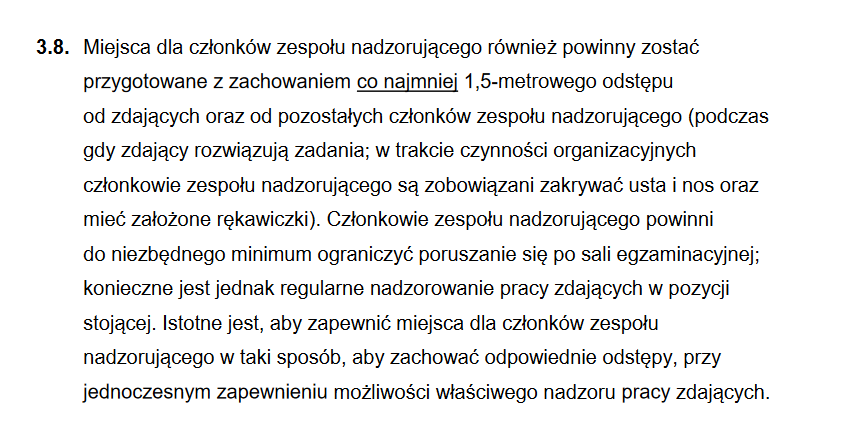 3.8. Miejsca dla członków zespołu nadzorującego również powinny zostać
przygotowane z zachowaniem co najmniej 1,5-metrowego odstępu
od zdających oraz od pozostałych członków zespołu nadzorującego (podczas
gdy zdający rozwiązują zadania; w trakcie czynności organizacyjnych
członkowie zespołu nadzorującego są zobowiązani zakrywać usta i nos oraz
mieć założone rękawiczki). Członkowie zespołu nadzorującego powinni
do niezbędnego minimum ograniczyć poruszanie się po sali egzaminacyjnej;
konieczne jest jednak regularne nadzorowanie pracy zdających w pozycji
stojącej. Istotne jest, aby zapewnić miejsca dla członków zespołu
nadzorującego w taki sposób, aby zachować odpowiednie odstępy, przy
jednoczesnym zapewnieniu możliwości właściwego nadzoru pracy zdających.